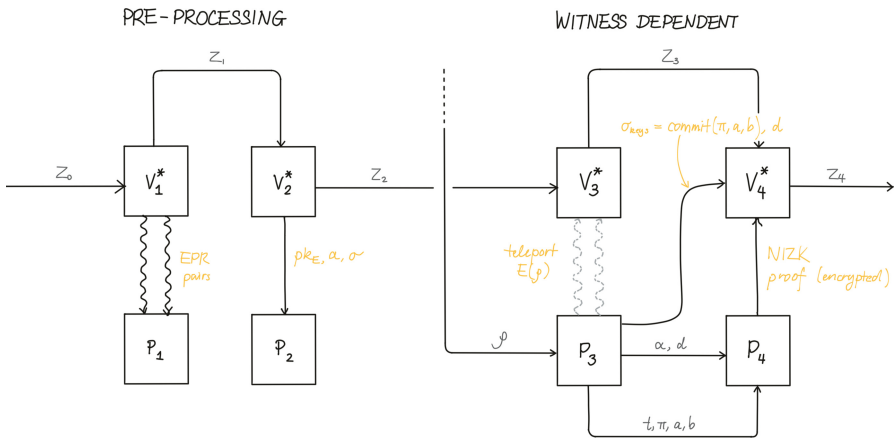 PRE-PROCESSING
WITNESS DEPENDENT
Z₁
Z₃
σkeys = commit(π, a, b), d
Z₀
V₁*
V₂*
Z₂
V₃*
V₄*
Z₄
EPR
pairs
pk_E, α, σ
teleport
E(ρ)
NIZK
proof (encrypted)
P₁
P₂
ρ
P₃
α, d
P₄
t, π, a, b